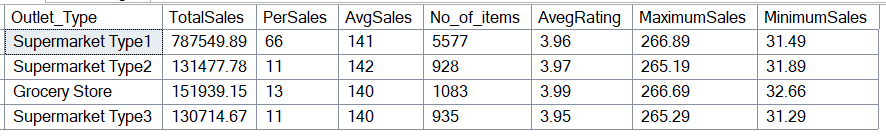 Outlet_Type TotalSales PerSales AvgSales No_of_items AvegRating MaximumSales MinimumSales
Supermarket Type1 787549.89 66 141 5577 3.96 266.89 31.49
Supermarket Type2 131477.78 11 142 928 3.97 265.19 31.89
Grocery Store 151939.15 13 140 1083 3.99 266.69 32.66
Supermarket Type3 130714.67 11 140 935 3.95 265.29 31.29